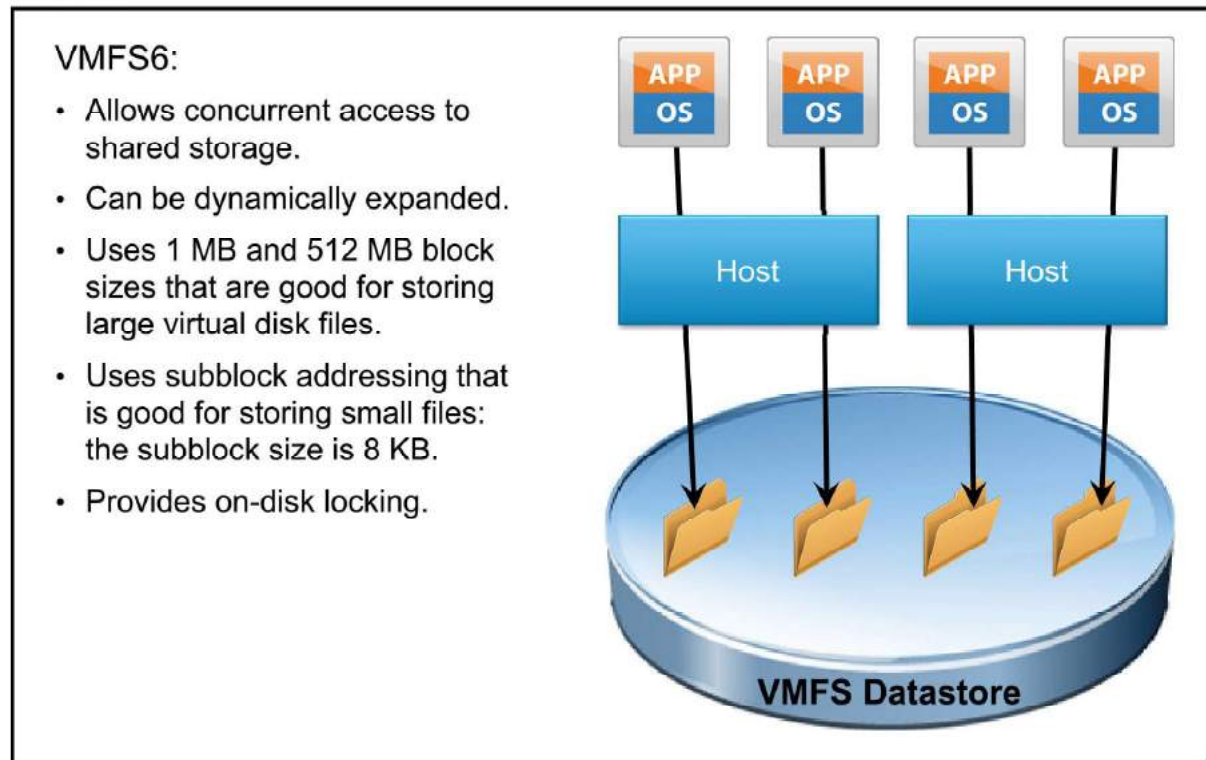 VMFS6:
• Allows concurrent access to
shared storage.
• Can be dynamically expanded.
• Uses 1 MB and 512 MB block
sizes that are good for storing
large virtual disk files.
• Uses subblock addressing that
is good for storing small files:
the subblock size is 8 KB.
• Provides on-disk locking.
APP
OS
APP
OS
APP
OS
APP
OS
Host
Host
VMFS Datastore